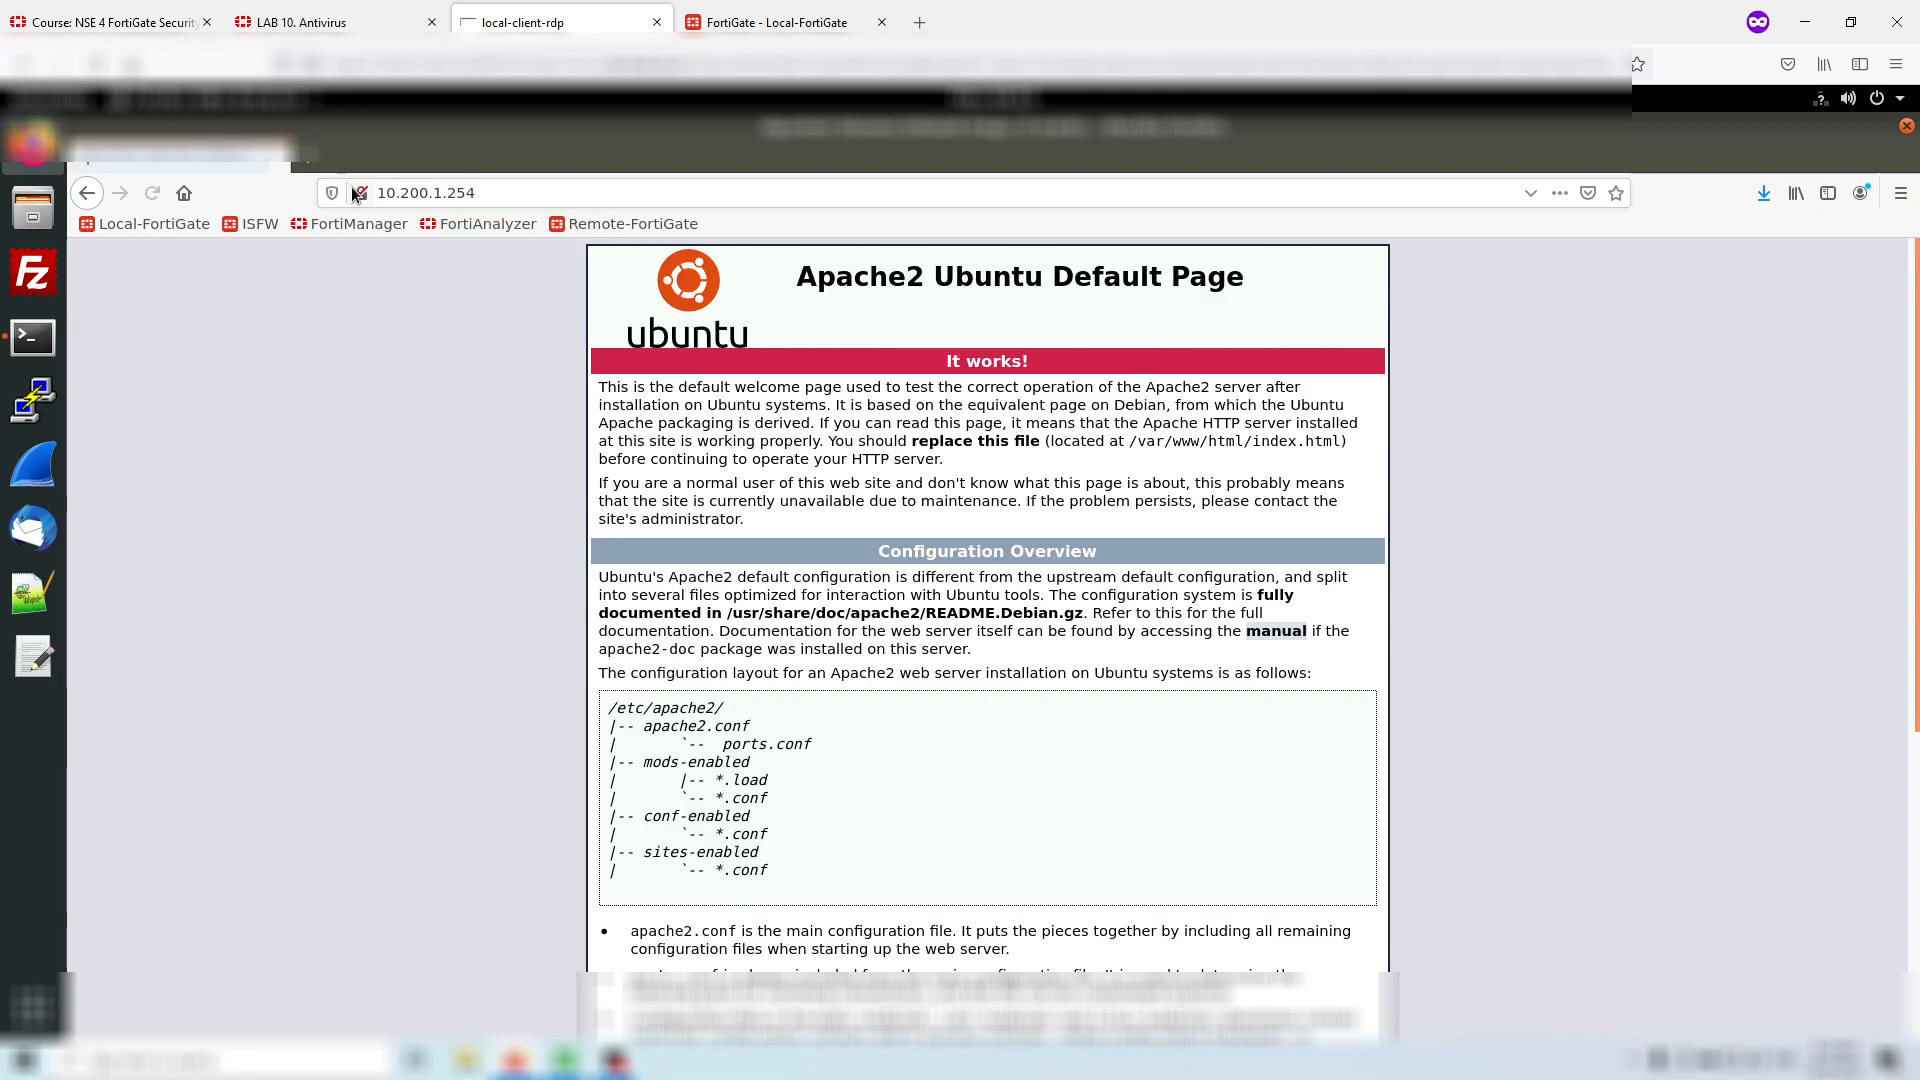 Course: NSE 4 FortiGate Security
LAB 10. Antivirus
local-client-rdp
FortiGate - Local-FortiGate
10.200.1.254
Local-FortiGate
ISFW
FortiManager
FortiAnalyzer
Remote-FortiGate
Fz
ubuntu
Apache2 Ubuntu Default Page
It works!
This is the default welcome page used to test the correct operation of the Apache2 server after
installation on Ubuntu systems. It is based on the equivalent page on Debian, from which the Ubuntu
Apache packaging is derived. If you can read this page, it means that the Apache HTTP server installed
at this site is working properly. You should replace this file (located at /var/www/html/index.html)
before continuing to operate your HTTP server.
If you are a normal user of this web site and don't know what this page is about, this probably means
that the site is currently unavailable due to maintenance. If the problem persists, please contact the
site's administrator.
Configuration Overview
Ubuntu's Apache2 default configuration is different from the upstream default configuration, and split
into several files optimized for interaction with Ubuntu tools. The configuration system is fully
documented in /usr/share/doc/apache2/README.Debian.gz. Refer to this for the full
documentation. Documentation for the web server itself can be found by accessing the manual if the
apache2-doc package was installed on this server.
The configuration layout for an Apache2 web server installation on Ubuntu systems is as follows:
/etc/apache2/
|-- apache2.conf
|       `--  ports.conf
|-- mods-enabled
|       |-- *.load
|       `-- *.conf
|-- conf-enabled
|       `-- *.conf
|-- sites-enabled
|       `-- *.conf
• apache2.conf is the main configuration file. It puts the pieces together by including all remaining
configuration files when starting up the web server.